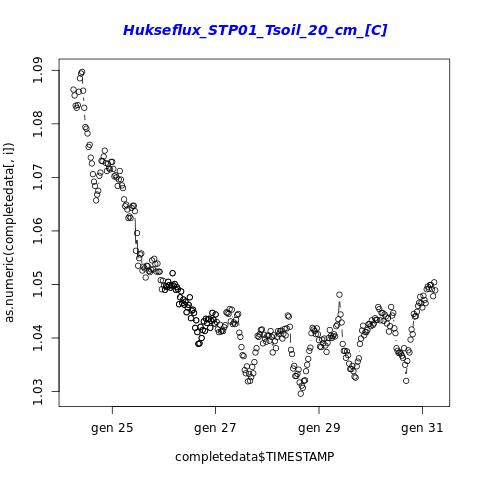 Hukseflux_STP01_Tsoil_20_cm_[C]
as.numeric(completedata[, i])
1.09
1.08
1.07
1.06
1.05
1.04
1.03
gen 25 gen 27 gen 29 gen 31
completedata$TIMESTAMP